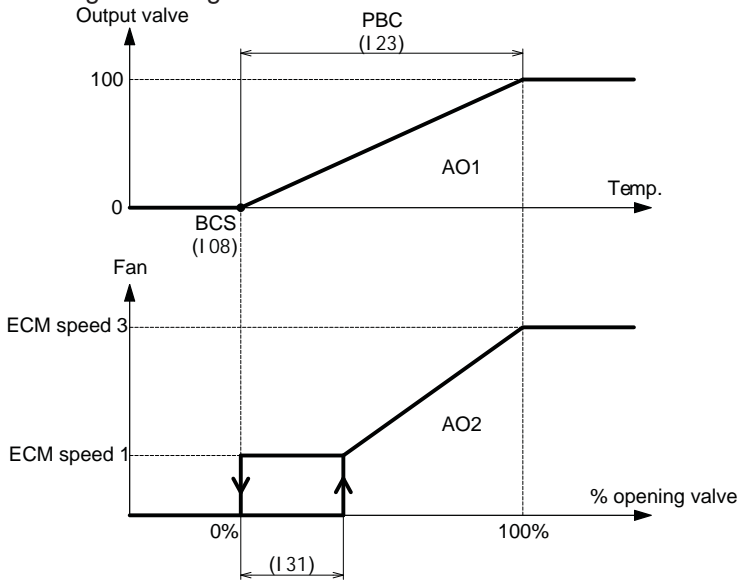 Output valve
PBC
(I 23)
100
AO1
Temp.
0
BCS
(I 08)
Fan
ECM speed 3
AO2
ECM speed 1
% opening valve
0%
100%
(I 31)